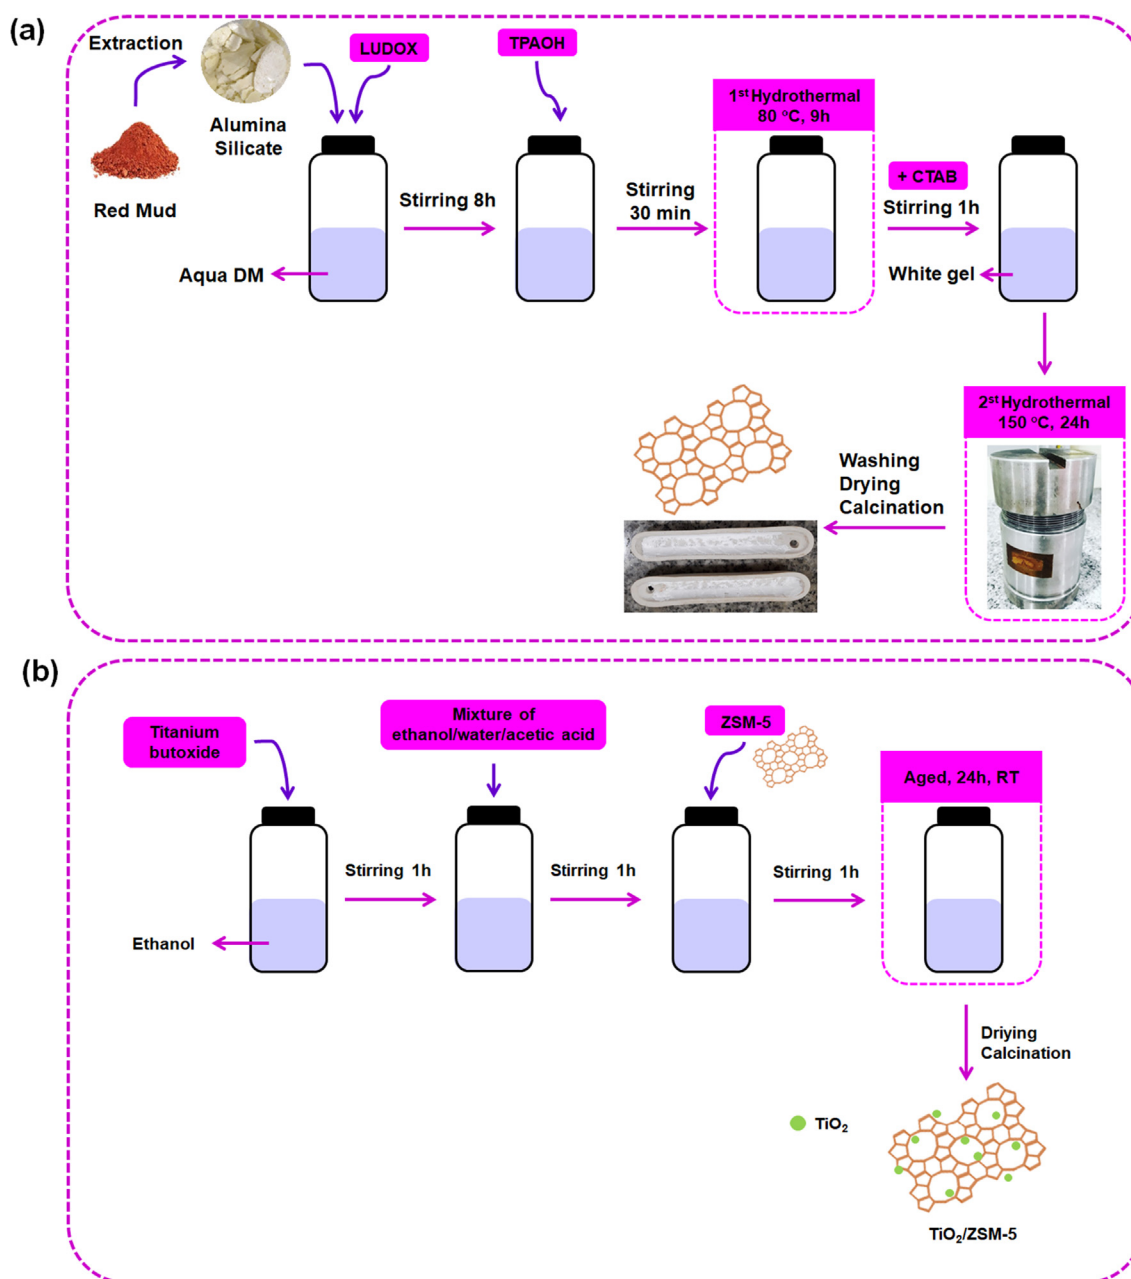 (a)
Extraction
LUDOX
TPAOH
Alumina
Silicate
Red Mud
1st Hydrothermal
80 °C, 9h
+ CTAB
Stirring 8h
Stirring
30 min
Stirring 1h
Aqua DM
White gel
2st Hydrothermal
150 °C, 24h
Washing
Drying
Calcination
(b)
Titanium
butoxide
Mixture of
ethanol/water/acetic acid
ZSM-5
Aged, 24h, RT
Stirring 1h
Stirring 1h
Stirring 1h
Ethanol
Driying
Calcination
TiO2
TiO2/ZSM-5